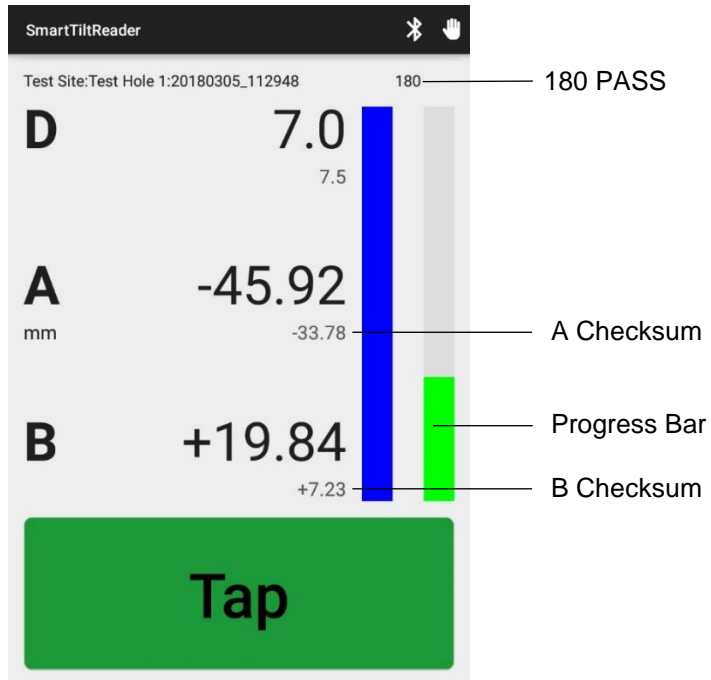 SmartTiltReader
Test Site:Test Hole 1:20180305_112948 180 180 PASS
D 7.0
7.5
A -45.92
mm -33.78 A Checksum
Progress Bar
B +19.84
+7.23 B Checksum
Tap